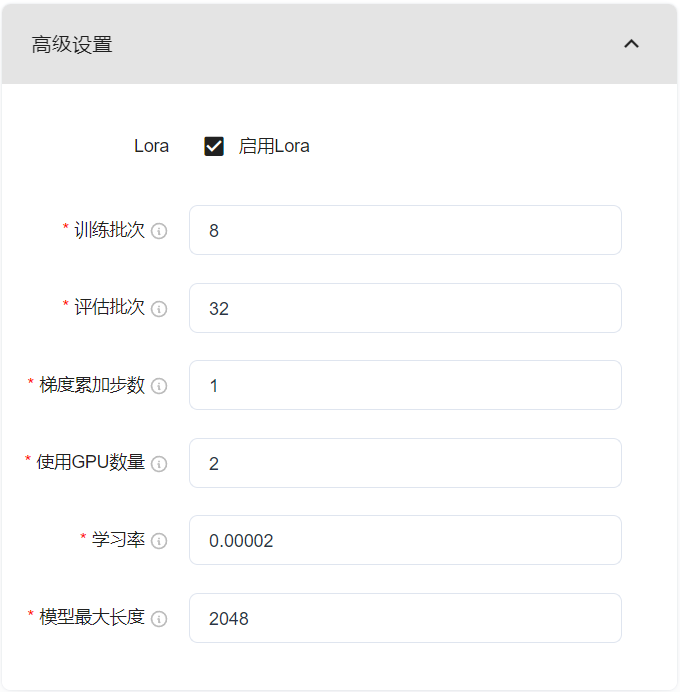 高级设置
Lora 启用Lora
* 训练批次 8
* 评估批次 32
* 梯度累加步数 1
* 使用GPU数量 2
* 学习率 0.00002
* 模型最大长度 2048